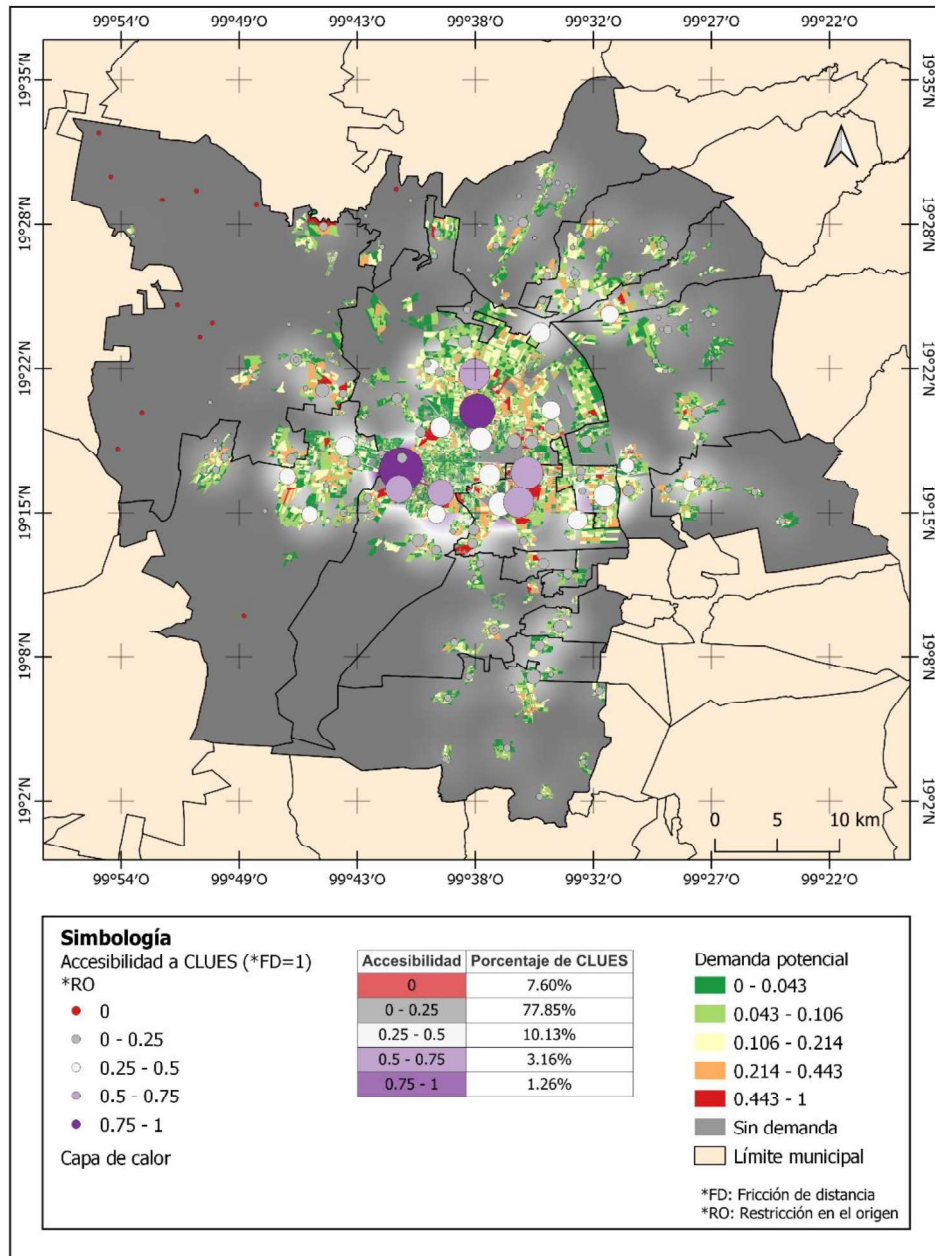 99°54'O 99°49'O 99°43'O 99°38'O 99°32'O 99°27'O 99°22'O
19°35'N 19°35'N
19°28'N 19°28'N
19°22'N 19°22'N
19°15'N 19°15'N
19°8'N 19°8'N
19°2'N 19°2'N
0 5 10 km
99°54'O 99°49'O 99°43'O 99°38'O 99°32'O 99°27'O 99°22'O
Simbología
Accesibilidad a CLUES (*FD=1)
*RO
0
0 - 0.25
0.25 - 0.5
0.5 - 0.75
0.75 - 1
Capa de calor
Accesibilidad Porcentaje de CLUES
0 7.60%
0 - 0.25 77.85%
0.25 - 0.5 10.13%
0.5 - 0.75 3.16%
0.75 - 1 1.26%
Demanda potencial
0 - 0.043
0.043 - 0.106
0.106 - 0.214
0.214 - 0.443
0.443 - 1
Sin demanda
Límite municipal
*FD: Fricción de distancia
*RO: Restricción en el origen